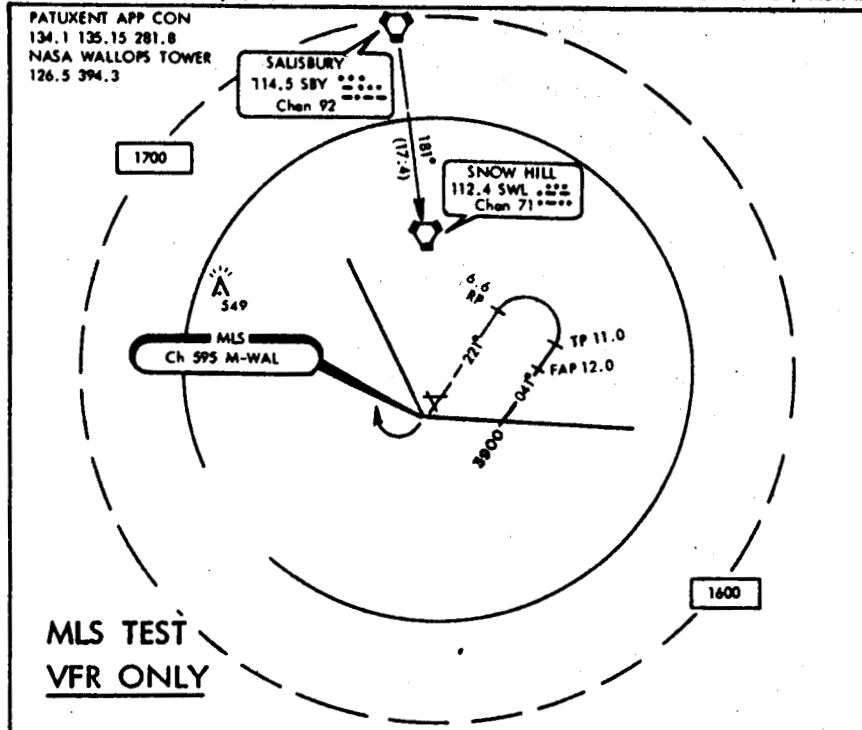 PATUXENT APP CON
134.1 135.15 281.8
NASA WALLOPS TOWER
126.5 394.3
SALISBURY
114.5 SBY
Chan 92
1700
181°
(17.4)
SNOW HILL
112.4 SWL
Chan 71
549
MLS
Ch 595 M-WAL
6.6
RP
221°
TP 11.0
FAP 12.0
041°
3900
1600
MLS TEST
VFR ONLY